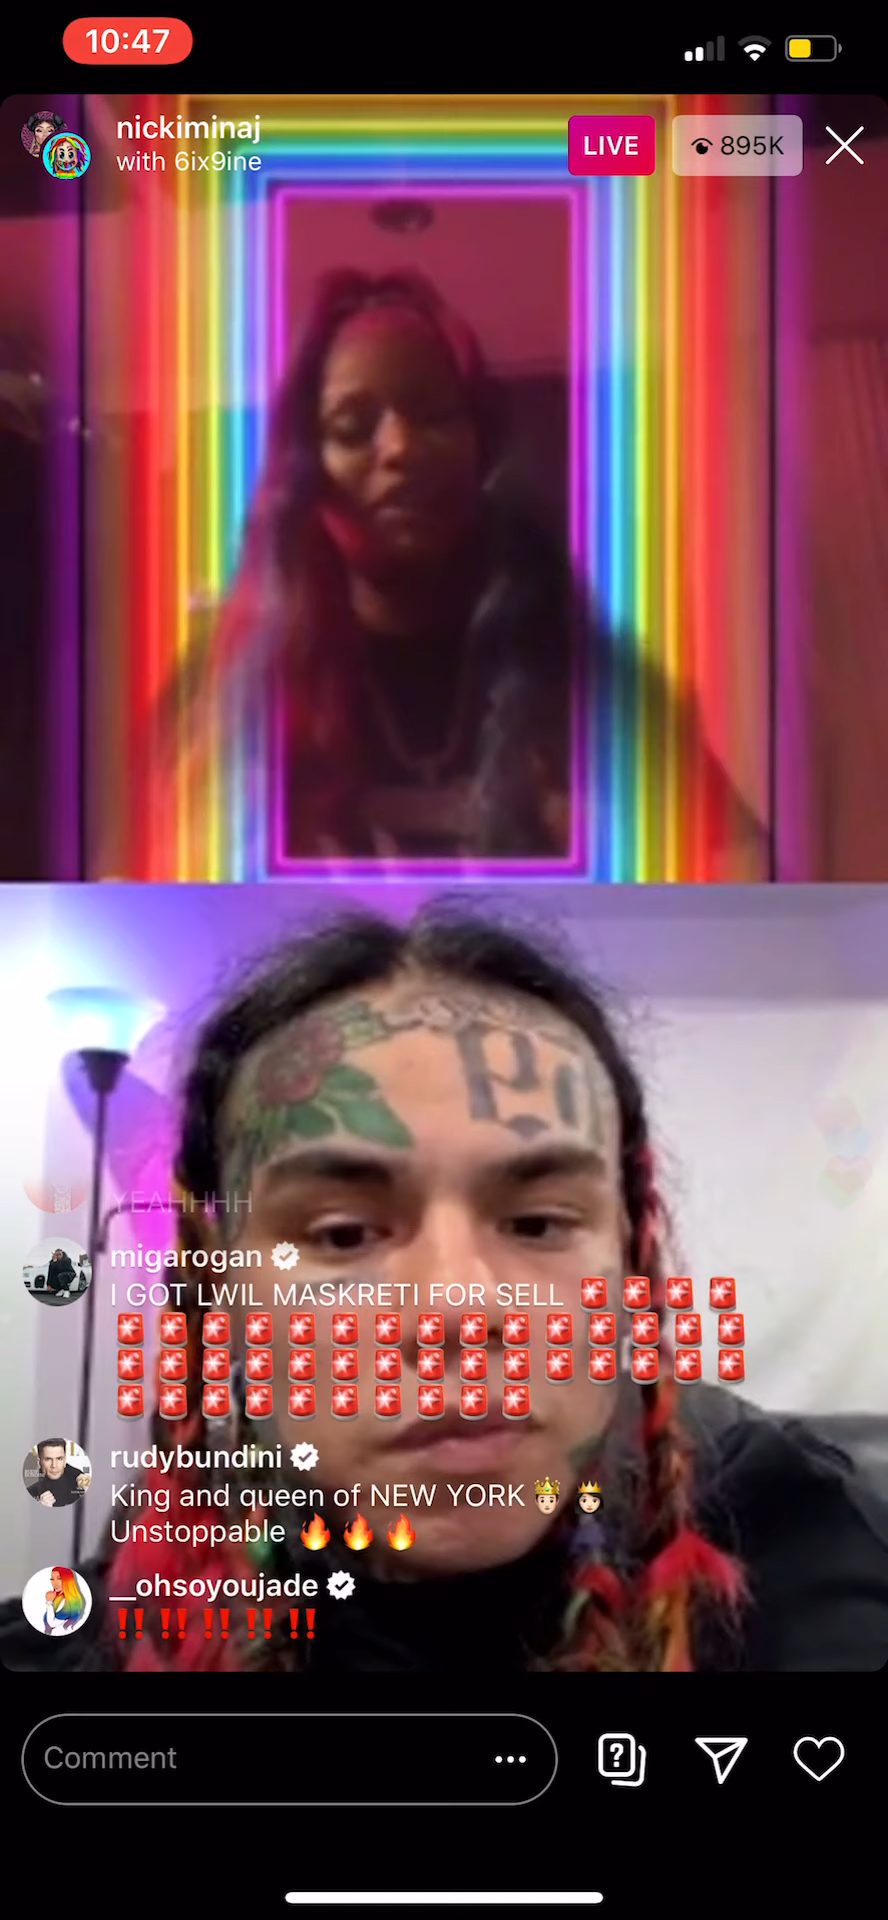 10:47
nickiminaj
with 6ix9ine
LIVE
895K
YEAHHHH
migarogan
I GOT LWIL MASKRETI FOR SELL 🚨🚨🚨🚨
🚨🚨🚨🚨🚨🚨🚨🚨🚨🚨🚨🚨🚨🚨🚨
🚨🚨🚨🚨🚨🚨🚨🚨🚨🚨🚨🚨🚨🚨🚨
🚨🚨🚨🚨🚨🚨🚨🚨🚨🚨
rudybundini
King and queen of NEW YORK 🤴🏻👸🏻
Unstoppable 🔥🔥🔥
__ohsoyoujade
‼️‼️‼️‼️‼️
Comment